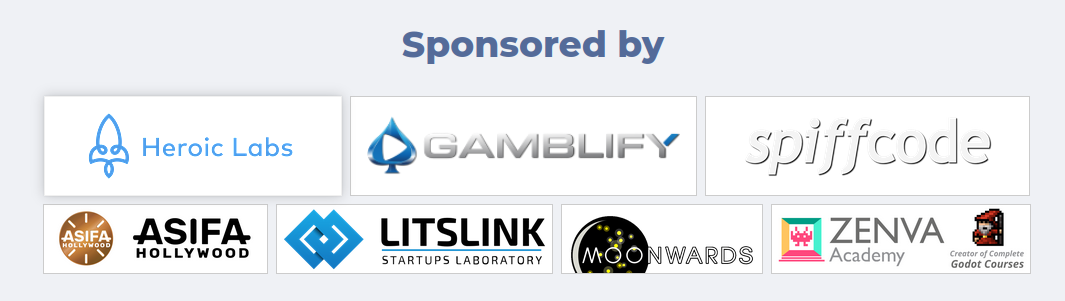 Sponsored by
Heroic Labs
GAMBLIFY
spiffcode
ASIFA
HOLLYWOOD
ASIFA
HOLLYWOOD
LITSLINK
STARTUPS LABORATORY
MOONWARDS
ZENVA
Academy
Creator of Complete
Godot Courses